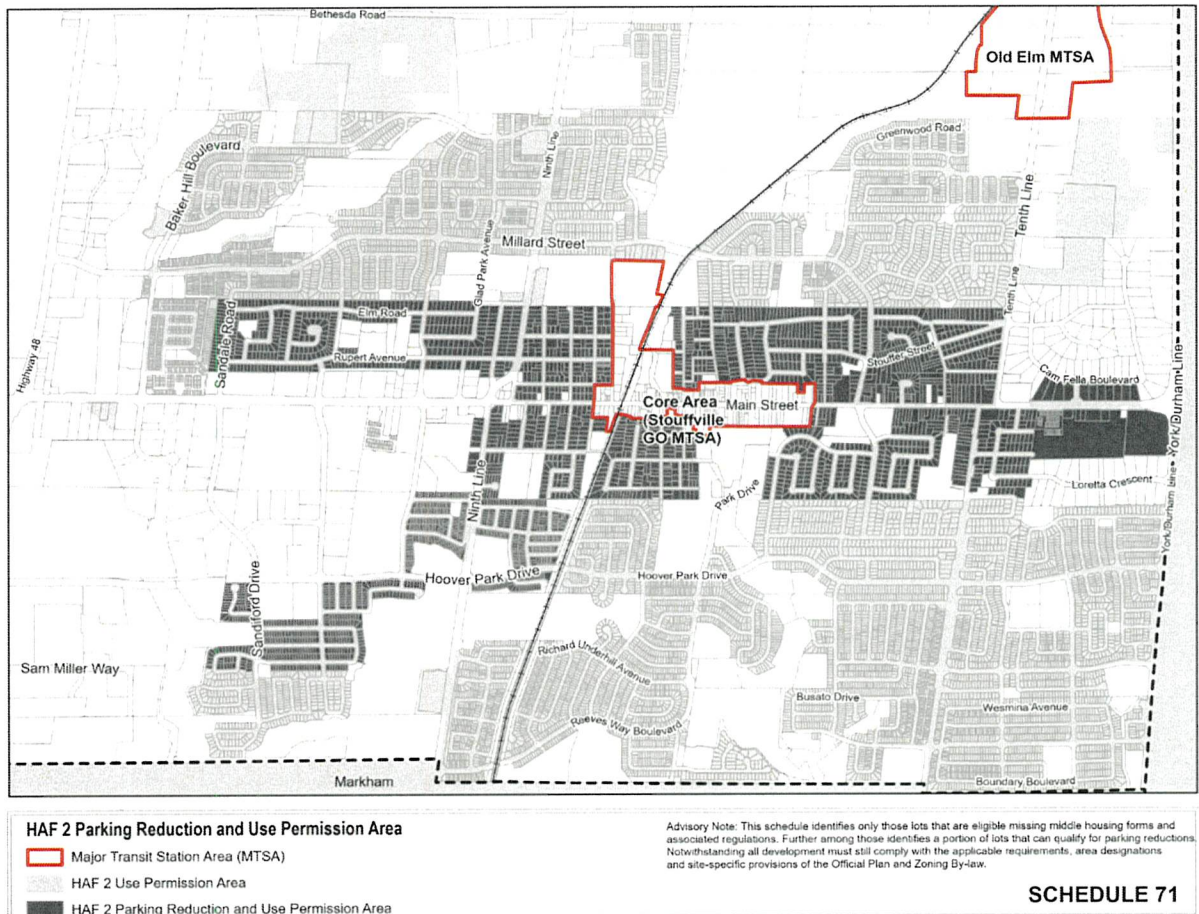 Bethesda Road
Old Elm MTSA
Greenwood Road
Baker Hill Boulevard
Ninth Line
Tenth Line
Millard Street
Glad Park Avenue
Tenth Line
Elm Road
Sandale Road
Highway 48
Rupert Avenue
Stouffer Street
Cam Fella Boulevard
York/Durham Line
Core Area
(Stouffville
GO MTSA)
Main Street
Ninth Line
Park Drive
Loretta Crescent
York/Durham Line
Hoover Park Drive
Hoover Park Drive
Sandiford Drive
Richard Underhill Avenue
Sam Miller Way
Busato Drive
Wesmina Avenue
Reeves Way Boulevard
Markham
Boundary Boulevard
HAF 2 Parking Reduction and Use Permission Area
Major Transit Station Area (MTSA)
HAF 2 Use Permission Area
HAF 2 Parking Reduction and Use Permission Area
Advisory Note: This schedule identifies only those lots that are eligible missing middle housing forms and
associated regulations. Further among those identifies a portion of lots that can qualify for parking reductions.
Notwithstanding all development must still comply with the applicable requirements, area designations
and site-specific provisions of the Official Plan and Zoning By-law.
SCHEDULE 71